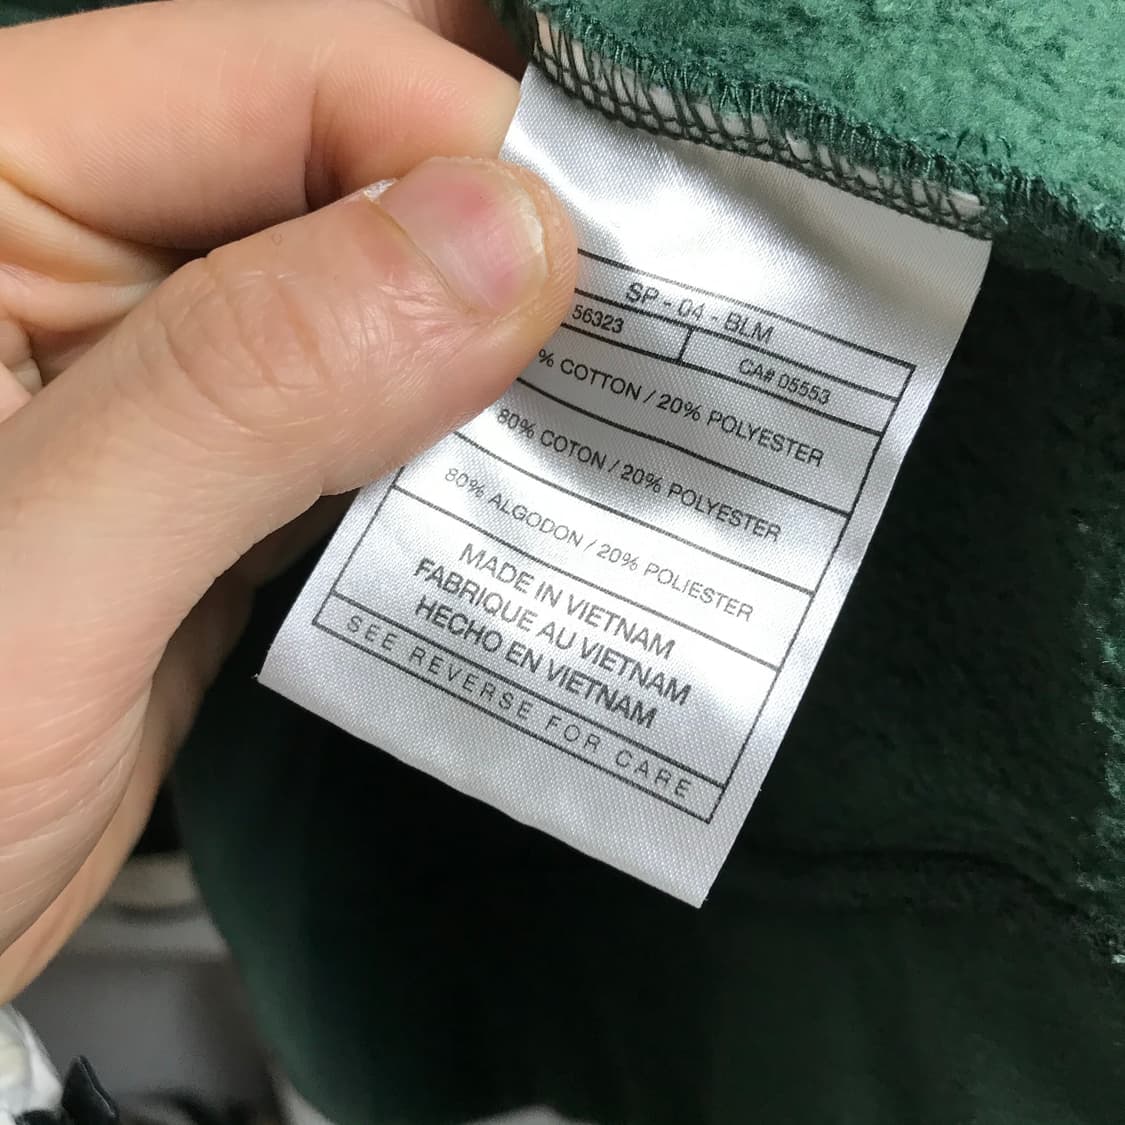 SP - 04 - BLM
56323 CA# 05553
% COTTON / 20% POLYESTER
80% COTON / 20% POLYESTER
80% ALGODON / 20% POLIESTER
MADE IN VIETNAM
FABRIQUE AU VIETNAM
HECHO EN VIETNAM
SEE REVERSE FOR CARE